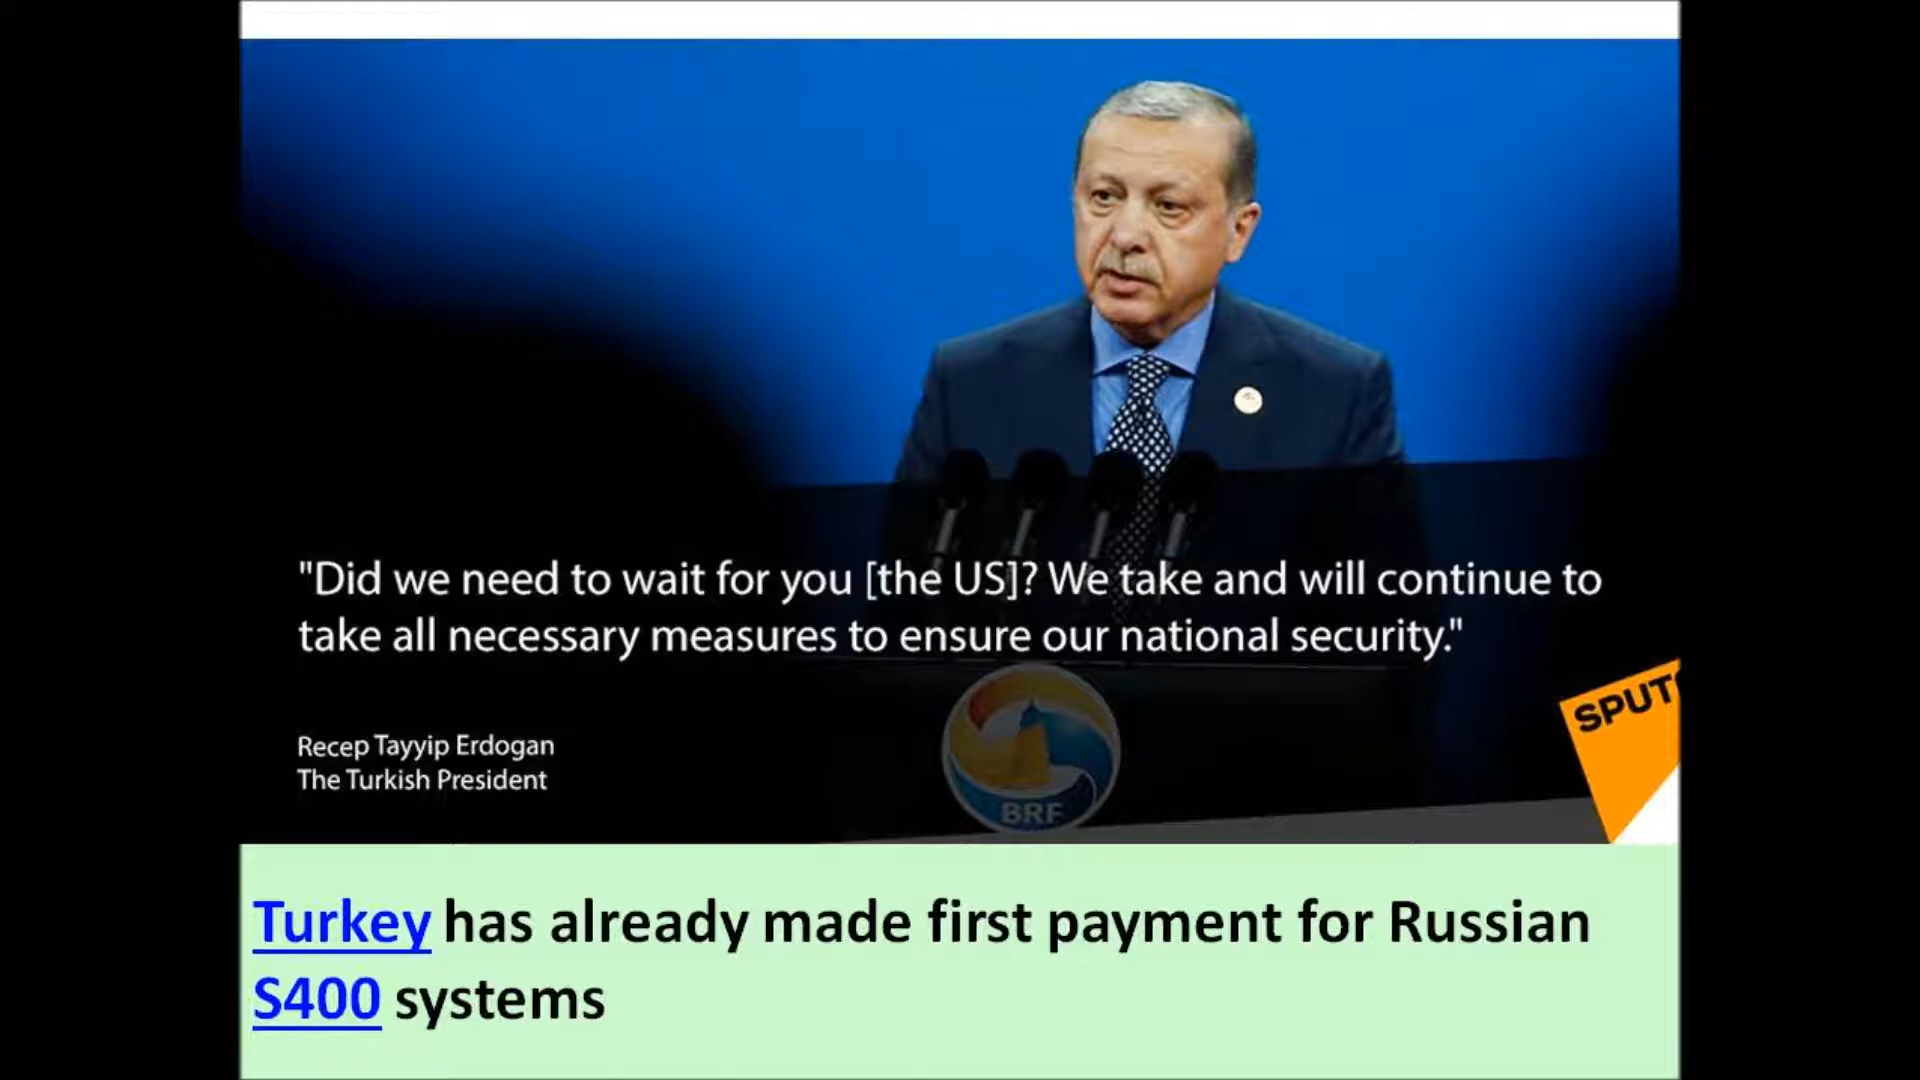 "Did we need to wait for you [the US]? We take and will continue to
take all necessary measures to ensure our national security."
Recep Tayyip Erdogan
The Turkish President
BRF
SPUT
Turkey has already made first payment for Russian
S400 systems